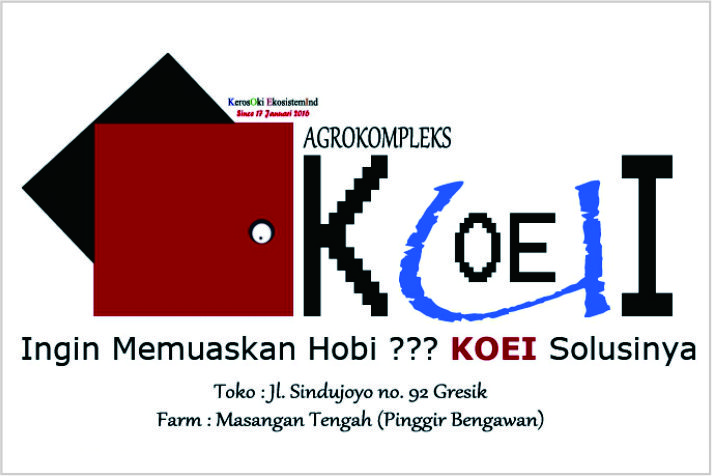 KerosOki EkosistemInd
Since 17 Januari 2016
AGROKOMPLEKS
KOEI
Ingin Memuaskan Hobi ??? KOEI Solusinya
Toko : Jl. Sindujoyo no. 92 Gresik
Farm : Masangan Tengah (Pinggir Bengawan)